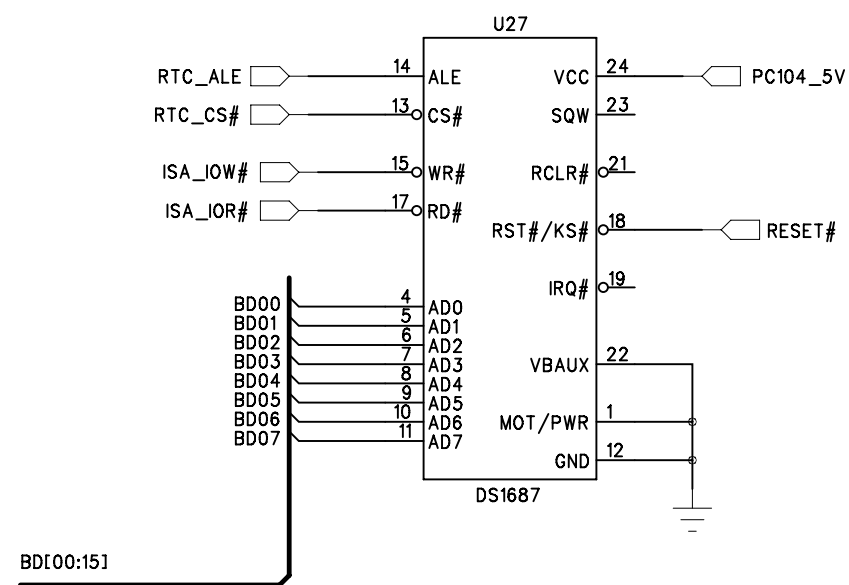 U27
RTC_ALE 14 ALE VCC 24 PC104_5V
RTC_CS# 13 CS# SQW 23
ISA_IOW# 15 WR# RCLR# 21
ISA_IOR# 17 RD#
RST#/KS# 18 RESET#
IRQ# 19
BD00 4 AD0
BD01 5 AD1
BD02 6 AD2
BD03 7 AD3 VBAUX 22
BD04 8 AD4
BD05 9 AD5
BD06 10 AD6 MOT/PWR 1
BD07 11 AD7
GND 12
DS1687
BD[00:15]